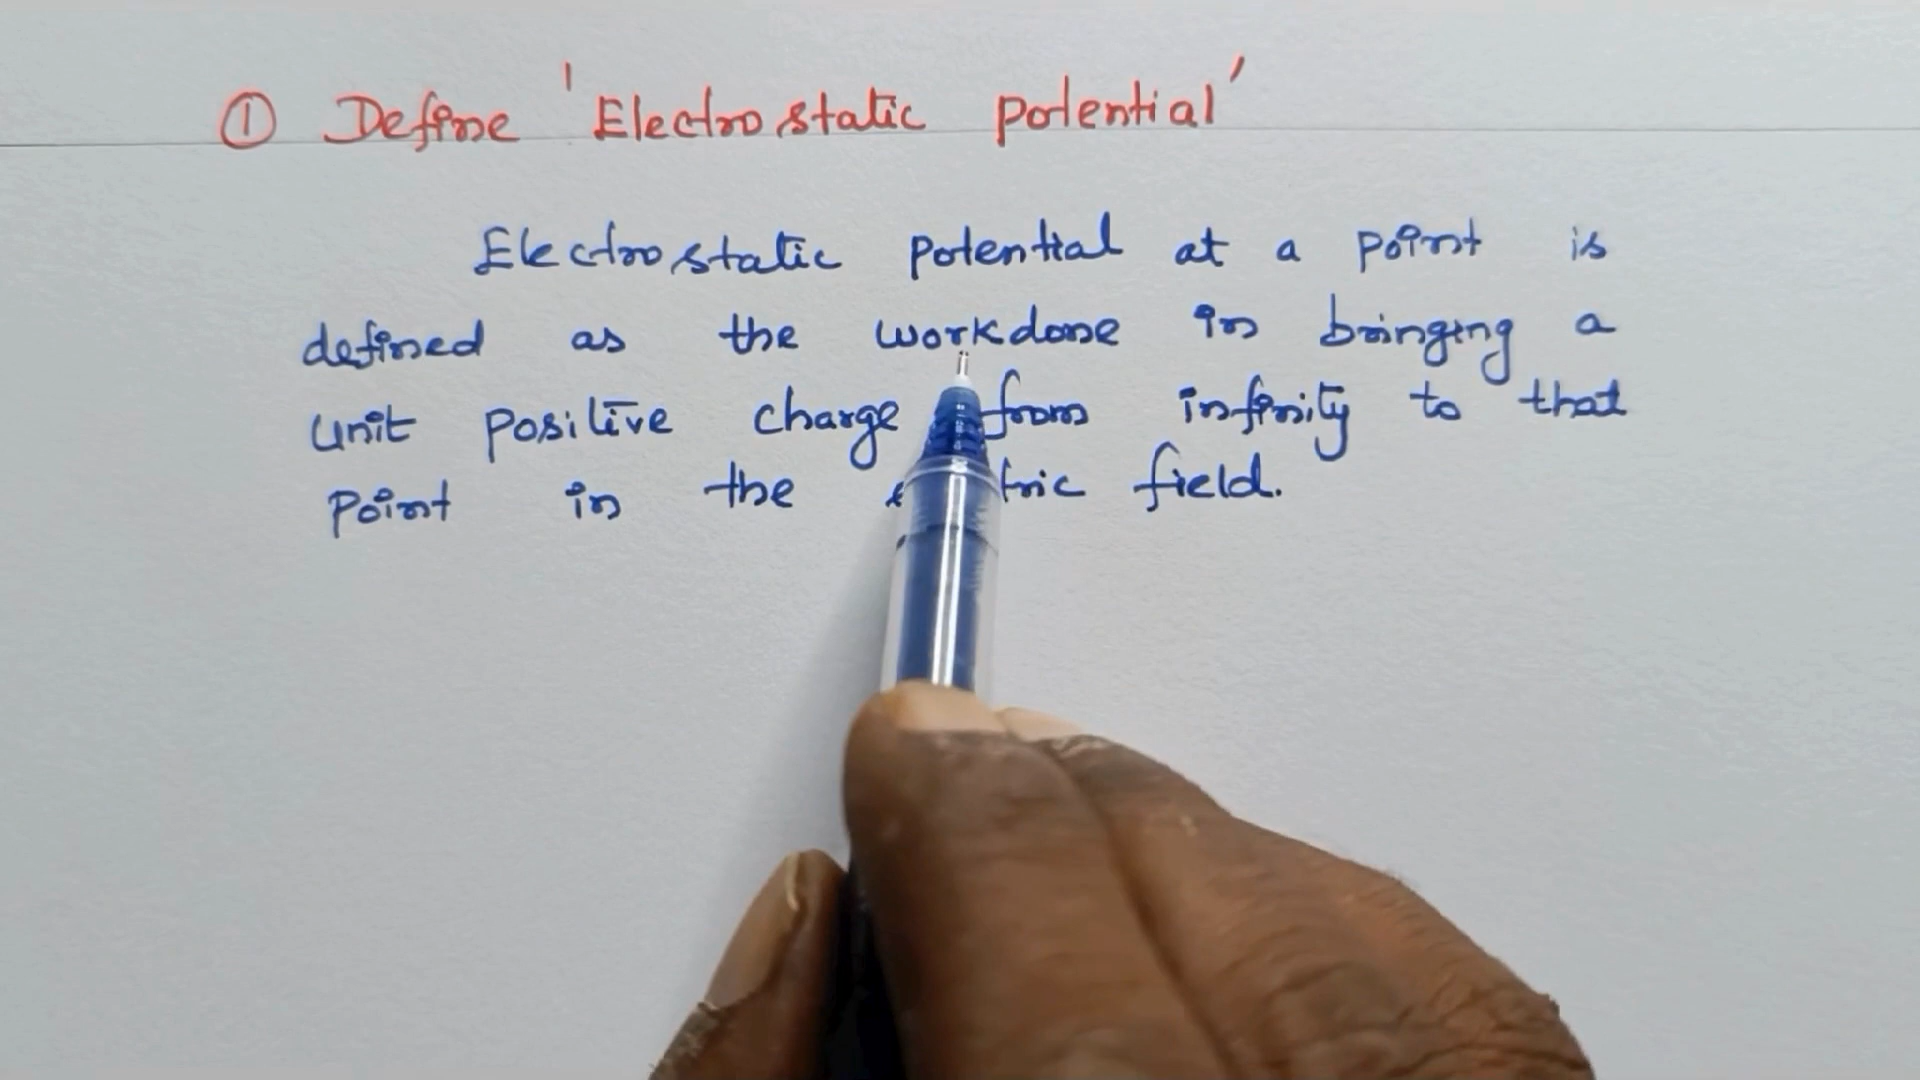 ① Define 'Electrostatic potential'
Electrostatic potential at a point is
defined as the workdone in bringing a
unit positive charge from infinity to that
point in the field.